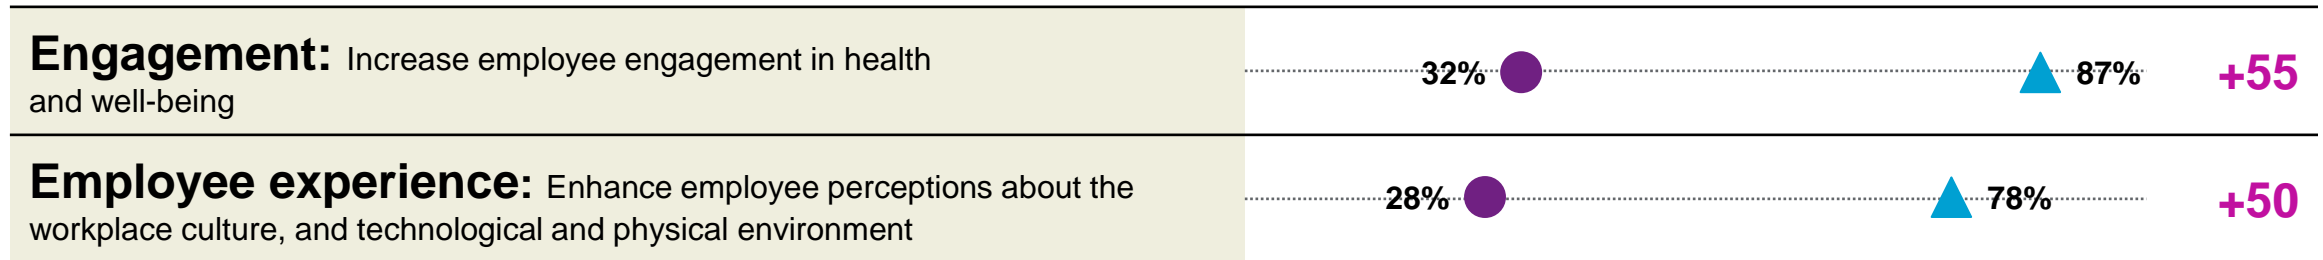 Engagement: Increase employee engagement in health
and well-being
32%
87%
+55
Employee experience: Enhance employee perceptions about the
workplace culture, and technological and physical environment
28%
78%
+50